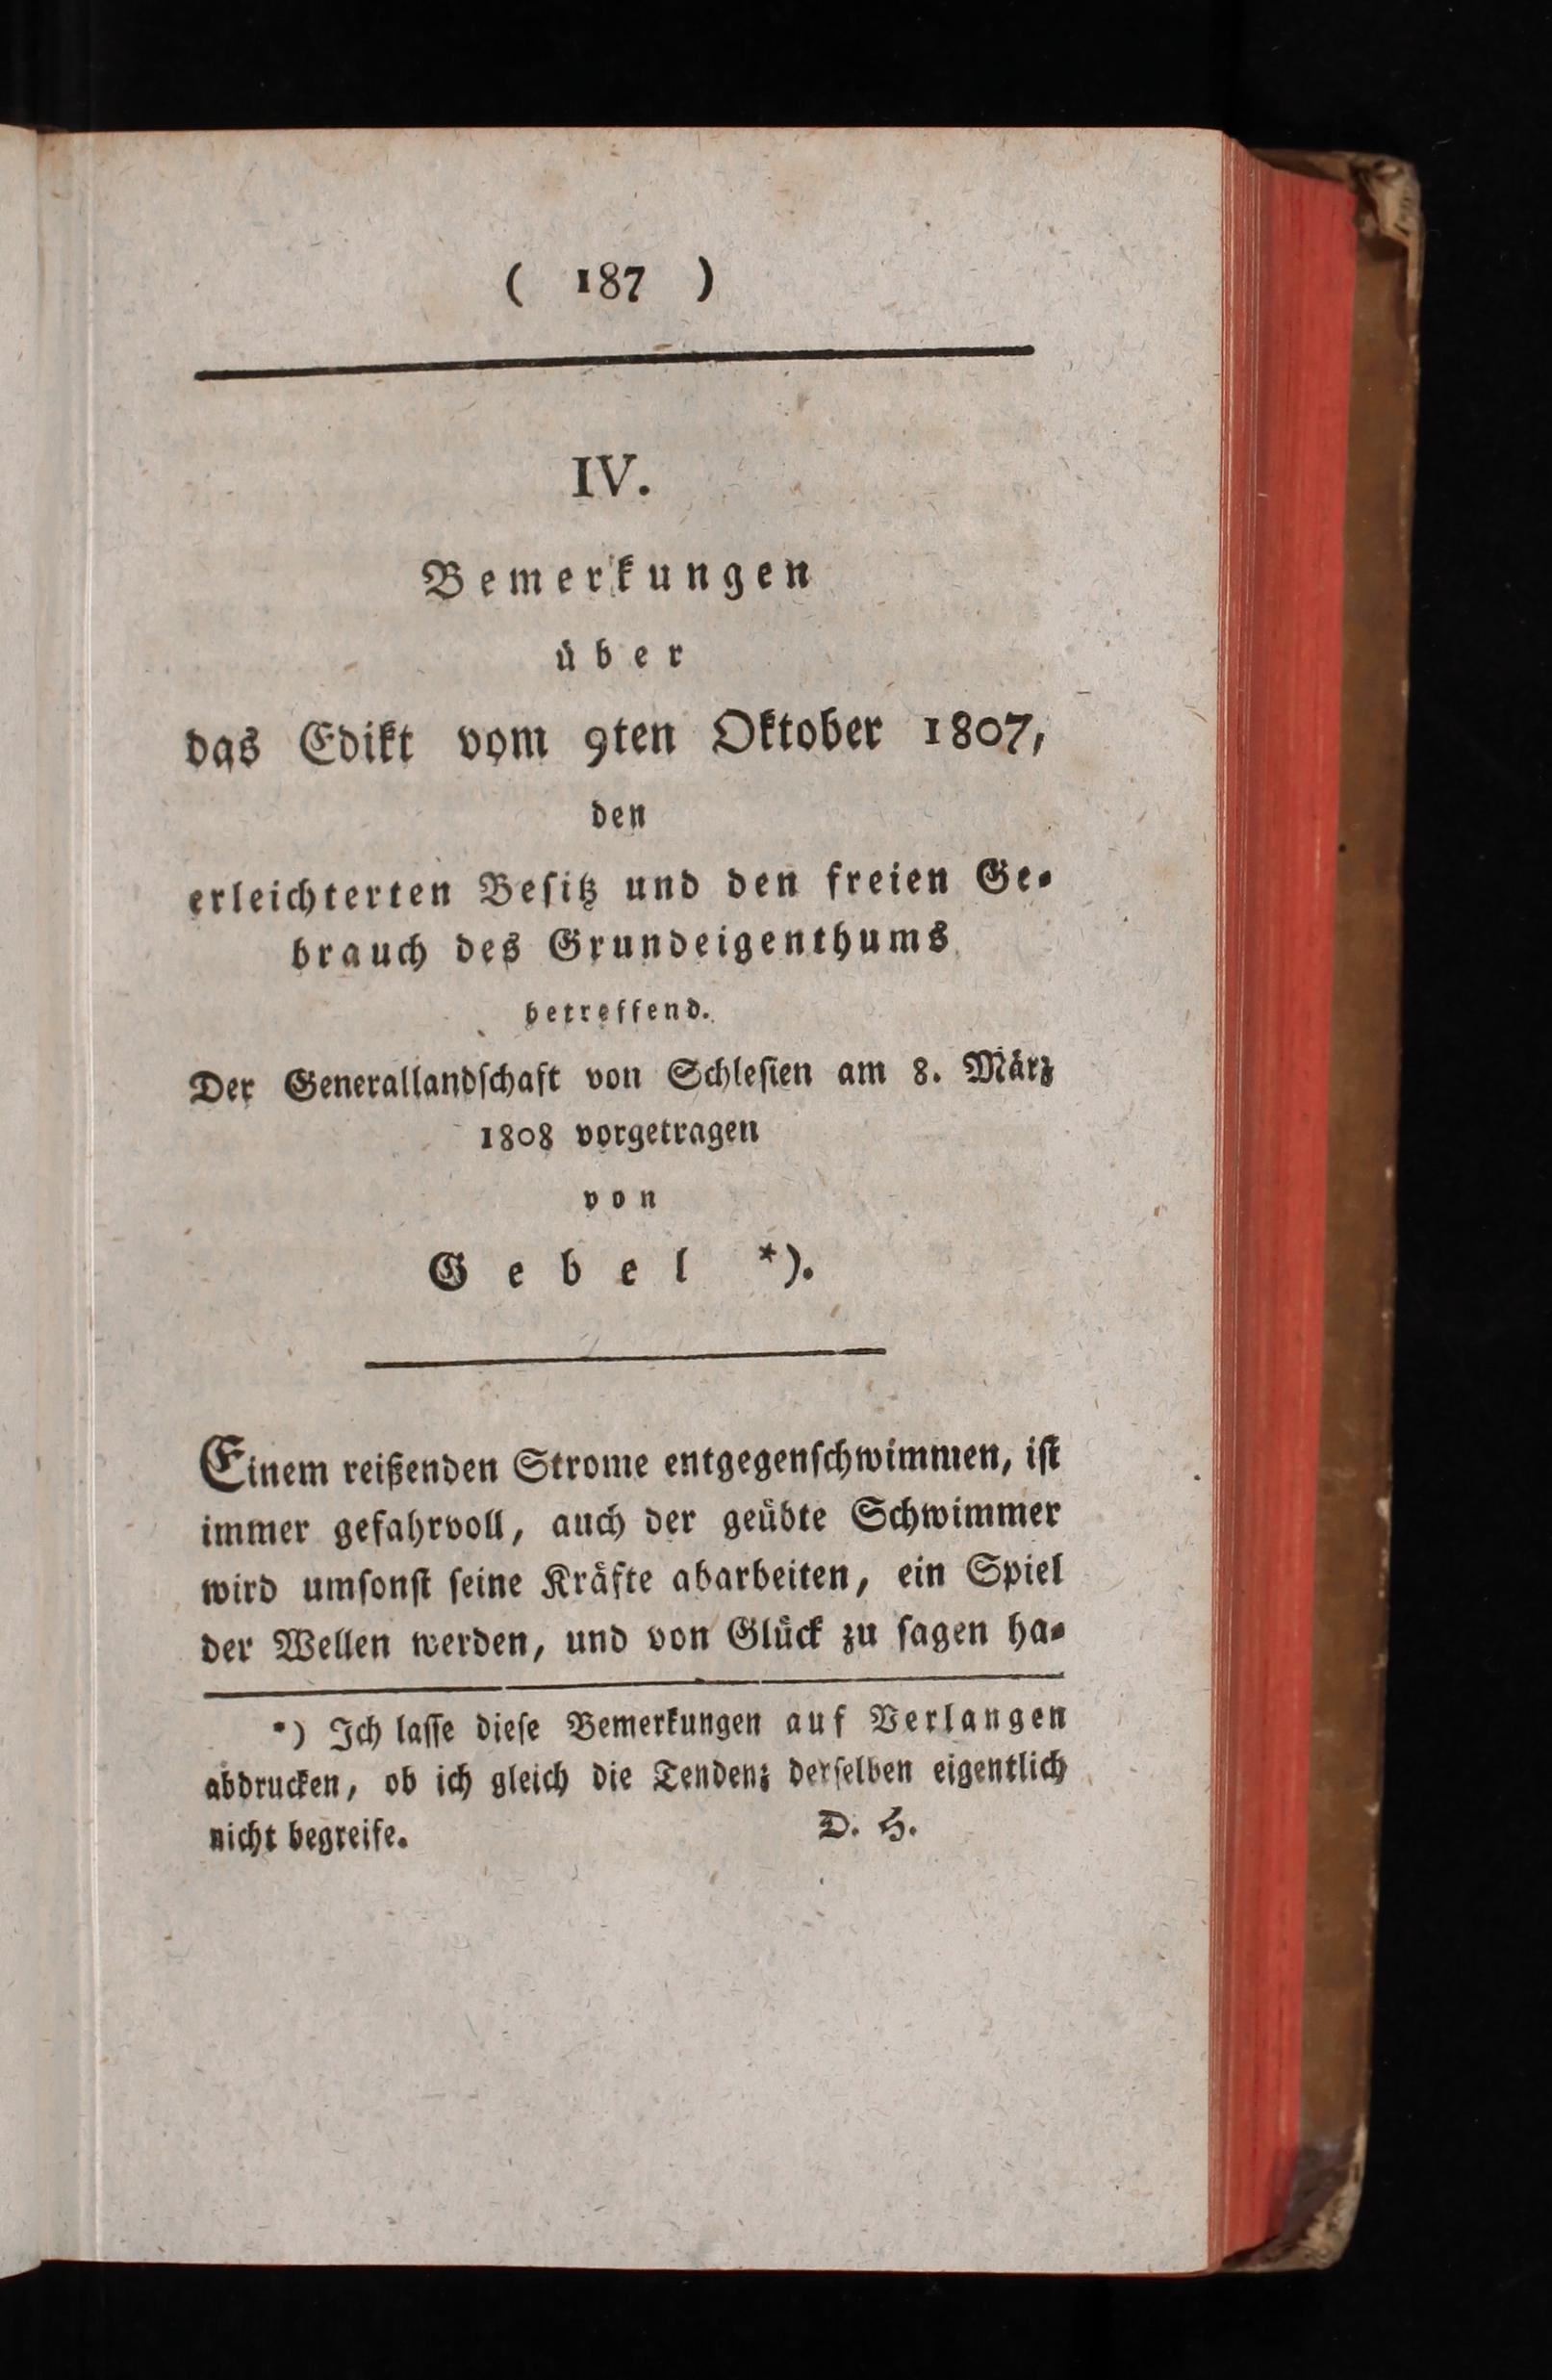 ( 187 )
IV.
Bemerkungen
über
das Edikt vom 9ten Oktober 1807,
den
erleichterten Beſitz und den freien Ge-
brauch des Grundeigenthums
betreffend.
Der Generallandſchaft von Schleſien am 8. März
1808 vorgetragen
von
Gebel *).
Einem reißenden Strome entgegenſchwimmen, iſt
immer gefahrvoll, auch der geübte Schwimmer
wird umſonſt ſeine Kräfte abarbeiten, ein Spiel
der Wellen werden, und von Glück zu ſagen ha-
*) Ich laſſe dieſe Bemerkungen auf Verlangen
abdrucken, ob ich gleich die Tendenz derſelben eigentlich
nicht begreife. D. H.